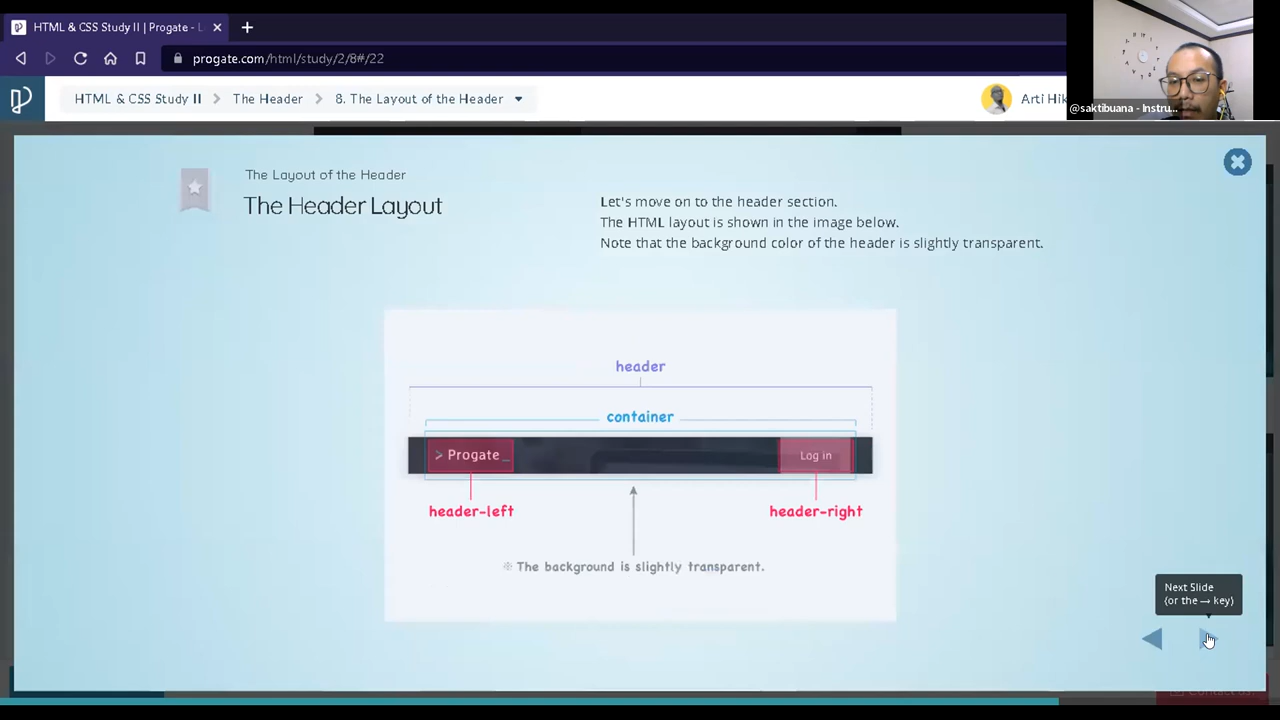 HTML & CSS Study II | Progate - L
progate.com/html/study/2/8#/22
HTML & CSS Study II
The Header
8. The Layout of the Header
Arti Hik
@saktibuana - Instru...
The Layout of the Header
The Header Layout
Let's move on to the header section.
The HTML layout is shown in the image below.
Note that the background color of the header is slightly transparent.
header
container
> Progate _
Log in
header-left
header-right
※ The background is slightly transparent.
Next Slide
(or the → key)
Contact us